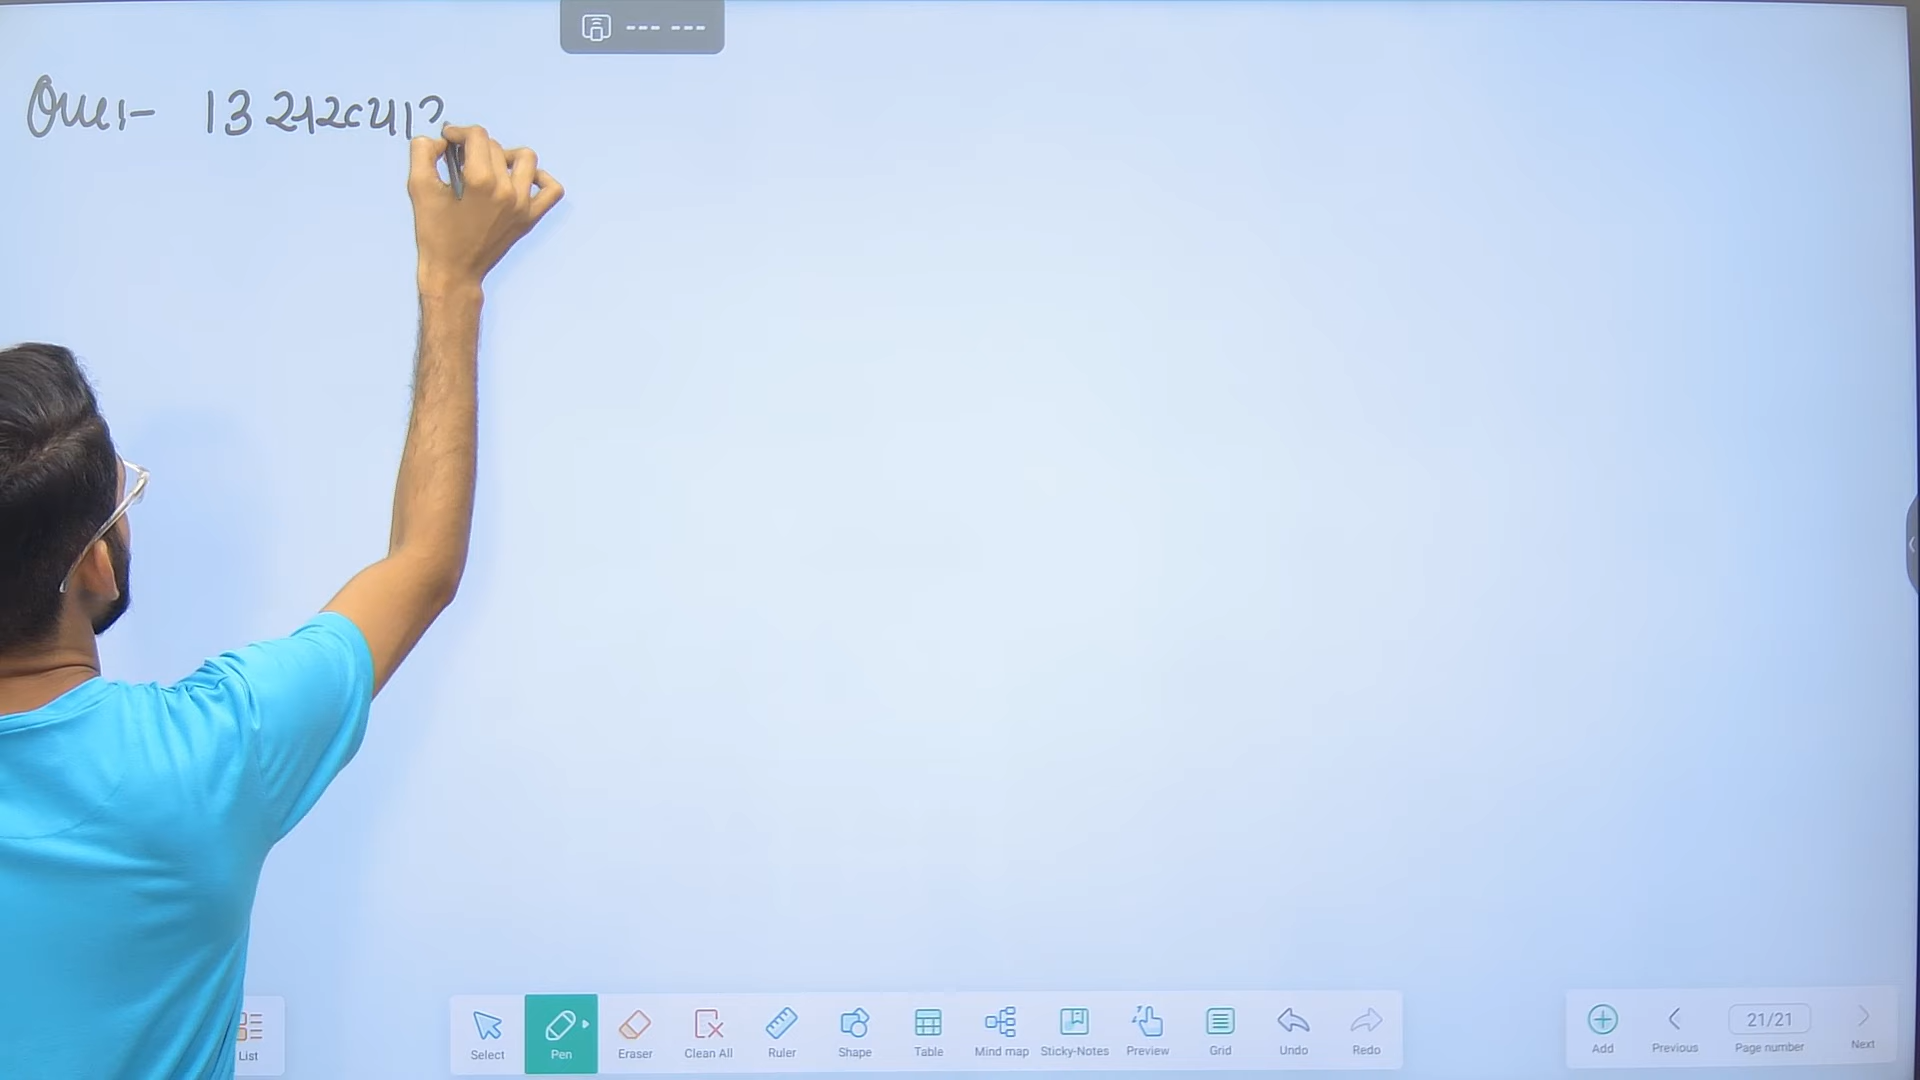 Que:- 13
--- ---
List
Select
Pen
Eraser
Clean All
Ruler
Shape
Table
Mind map
Sticky-Notes
Preview
Grid
Undo
Redo
Add
Previous
21/21
Page number
Next